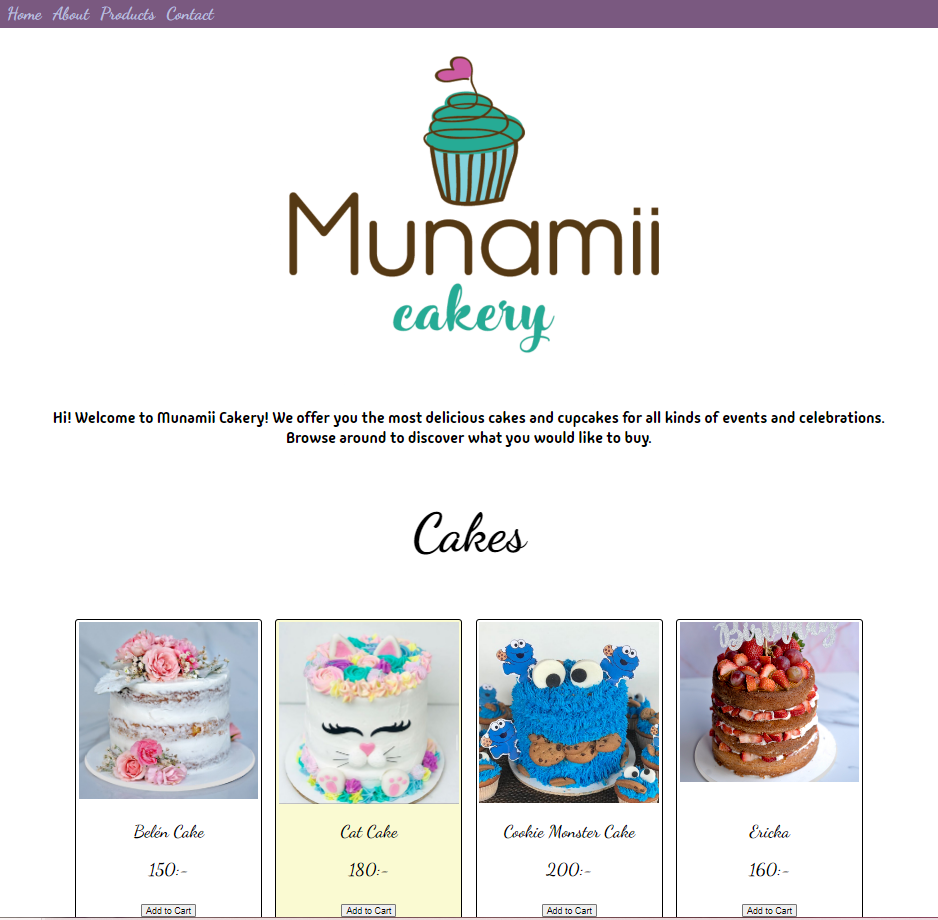 Home About Products Contact
Munamii
cakery
Hi! Welcome to Munamii Cakery! We offer you the most delicious cakes and cupcakes for all kinds of events and celebrations.
Browse around to discover what you would like to buy.
Cakes
Birthday
Belén Cake
Cat Cake
Cookie Monster Cake
Ericka
150:-
180:-
200:-
160:-
Add to Cart
Add to Cart
Add to Cart
Add to Cart